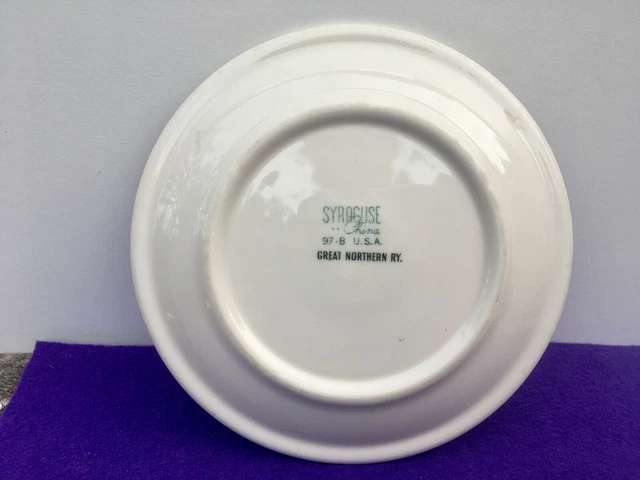 SYRACUSE
China
97-B U.S.A.
GREAT NORTHERN RY.